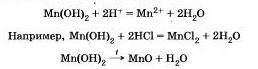 Mn(OH)₂ + 2H⁺ = Mn²⁺ + 2H₂O
Например, Mn(OH)₂ + 2HCl = MnCl₂ + 2H₂O
Mn(OH)₂ →ᵗ MnO + H₂O